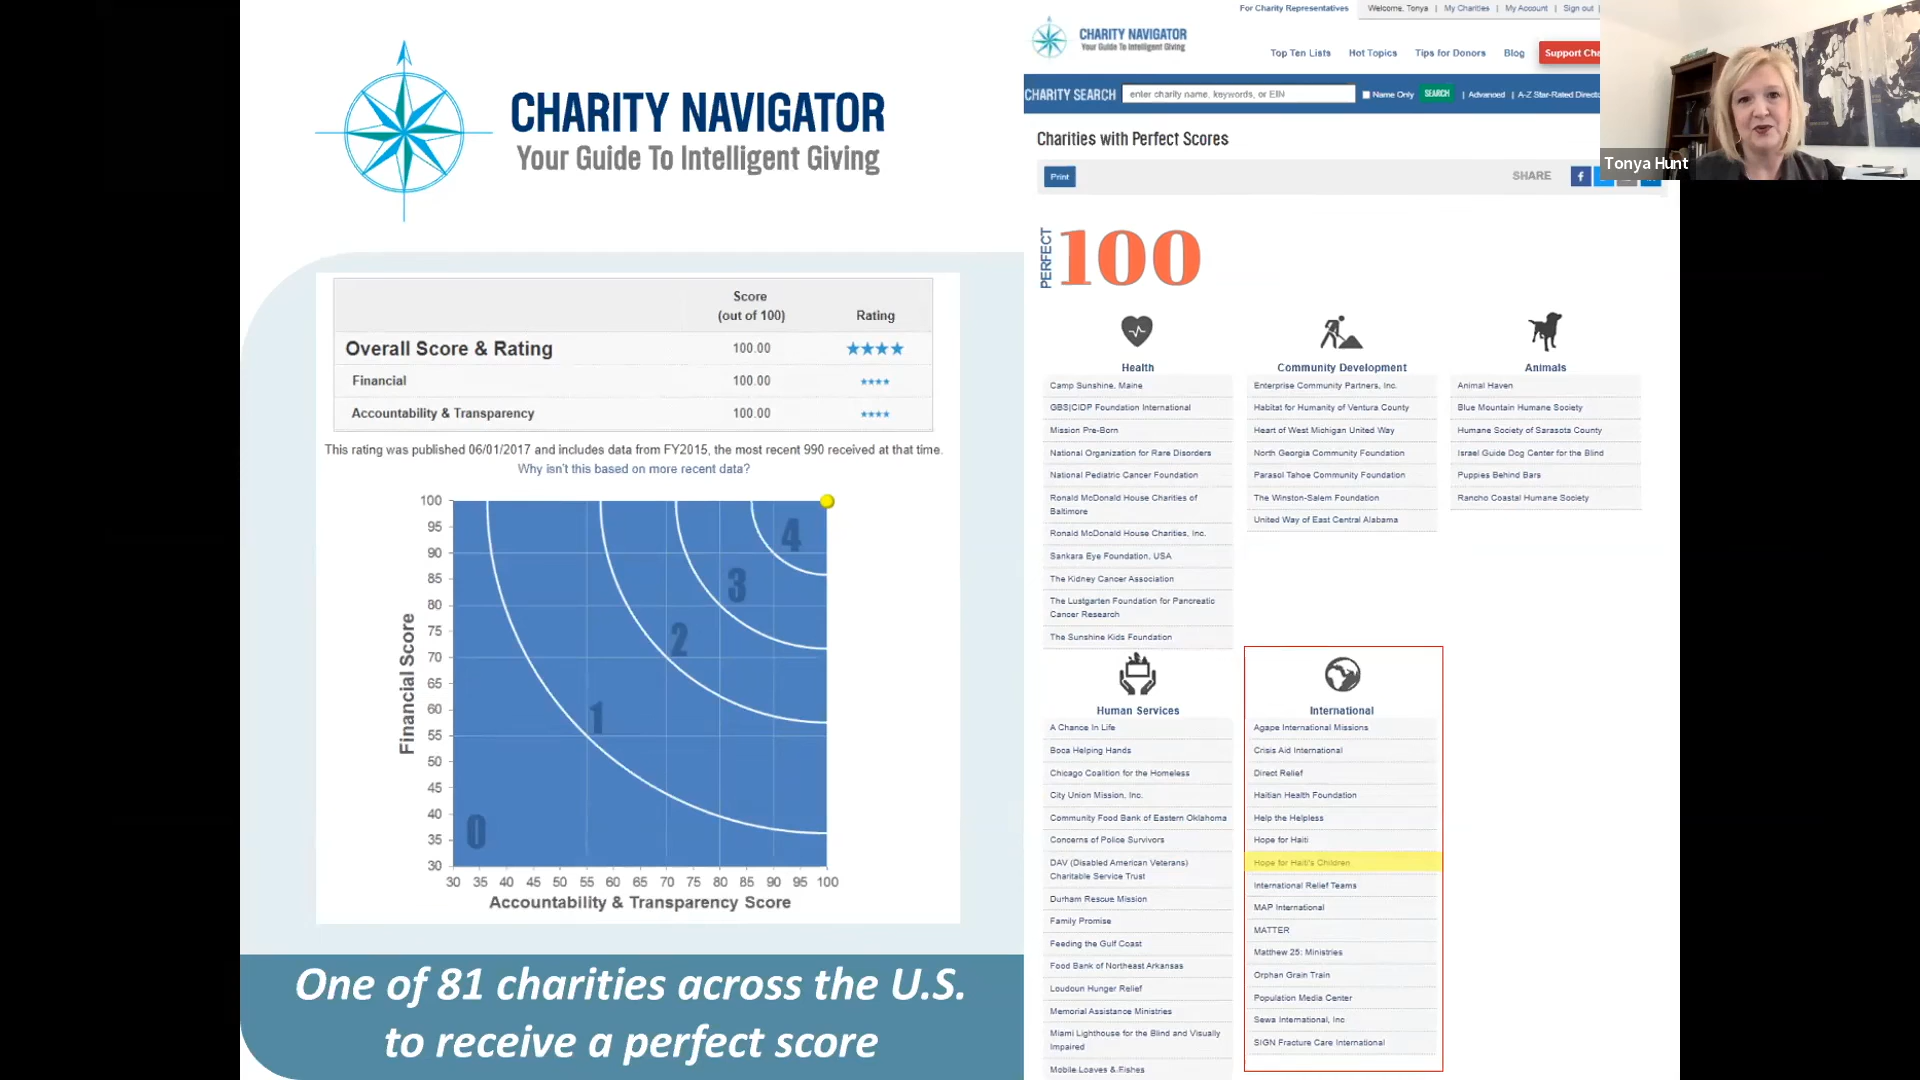 CHARITY NAVIGATOR
Your Guide To Intelligent Giving
Score
(out of 100)
Rating
Overall Score & Rating
100.00
Financial
100.00
Accountability & Transparency
100.00
This rating was published 06/01/2017 and includes data from FY2015, the most recent 990 received at that time.
Why isn't this based on more recent data?
100
95
90
85
80
75
70
65
60
55
50
45
40
35
30
4
3
2
1
0
Financial Score
30 35 40 45 50 55 60 65 70 75 80 85 90 95 100
Accountability & Transparency Score
One of 81 charities across the U.S.
to receive a perfect score
For Charity Representatives
Welcome, Tonya | My Charities | My Account | Sign out |
CHARITY NAVIGATOR
Your Guide To Intelligent Giving
Top Ten Lists Hot Topics Tips for Donors Blog Support Cha
CHARITY SEARCH enter charity name, keywords, or EIN Name Only SEARCH | Advanced | A-Z Star-Rated Directo
Charities with Perfect Scores
Print
SHARE
PERFECT
100
Health
Camp Sunshine, Maine
GBS|CIDP Foundation International
Mission Pre-Born
National Organization for Rare Disorders
National Pediatric Cancer Foundation
Ronald McDonald House Charities of
Baltimore
Ronald McDonald House Charities, Inc.
Sankara Eye Foundation, USA
The Kidney Cancer Association
The Lustgarten Foundation for Pancreatic
Cancer Research
The Sunshine Kids Foundation
Community Development
Enterprise Community Partners, Inc.
Habitat for Humanity of Ventura County
Heart of West Michigan United Way
North Georgia Community Foundation
Parasol Tahoe Community Foundation
The Winston-Salem Foundation
United Way of East Central Alabama
Animals
Animal Haven
Blue Mountain Humane Society
Humane Society of Sarasota County
Israel Guide Dog Center for the Blind
Puppies Behind Bars
Rancho Coastal Humane Society
Human Services
A Chance In Life
Boca Helping Hands
Chicago Coalition for the Homeless
City Union Mission, Inc.
Community Food Bank of Eastern Oklahoma
Concerns of Police Survivors
DAV (Disabled American Veterans)
Charitable Service Trust
Durham Rescue Mission
Family Promise
Feeding the Gulf Coast
Food Bank of Northeast Arkansas
Loudoun Hunger Relief
Memorial Assistance Ministries
Miami Lighthouse for the Blind and Visually
Impaired
Mobile Loaves & Fishes
International
Agape International Missions
Crisis Aid International
Direct Relief
Haitian Health Foundation
Help the Helpless
Hope for Haiti
Hope for Haiti's Children
International Relief Teams
MAP International
MATTER
Matthew 25: Ministries
Orphan Grain Train
Population Media Center
Sewa International, Inc
SIGN Fracture Care International
Tonya Hunt